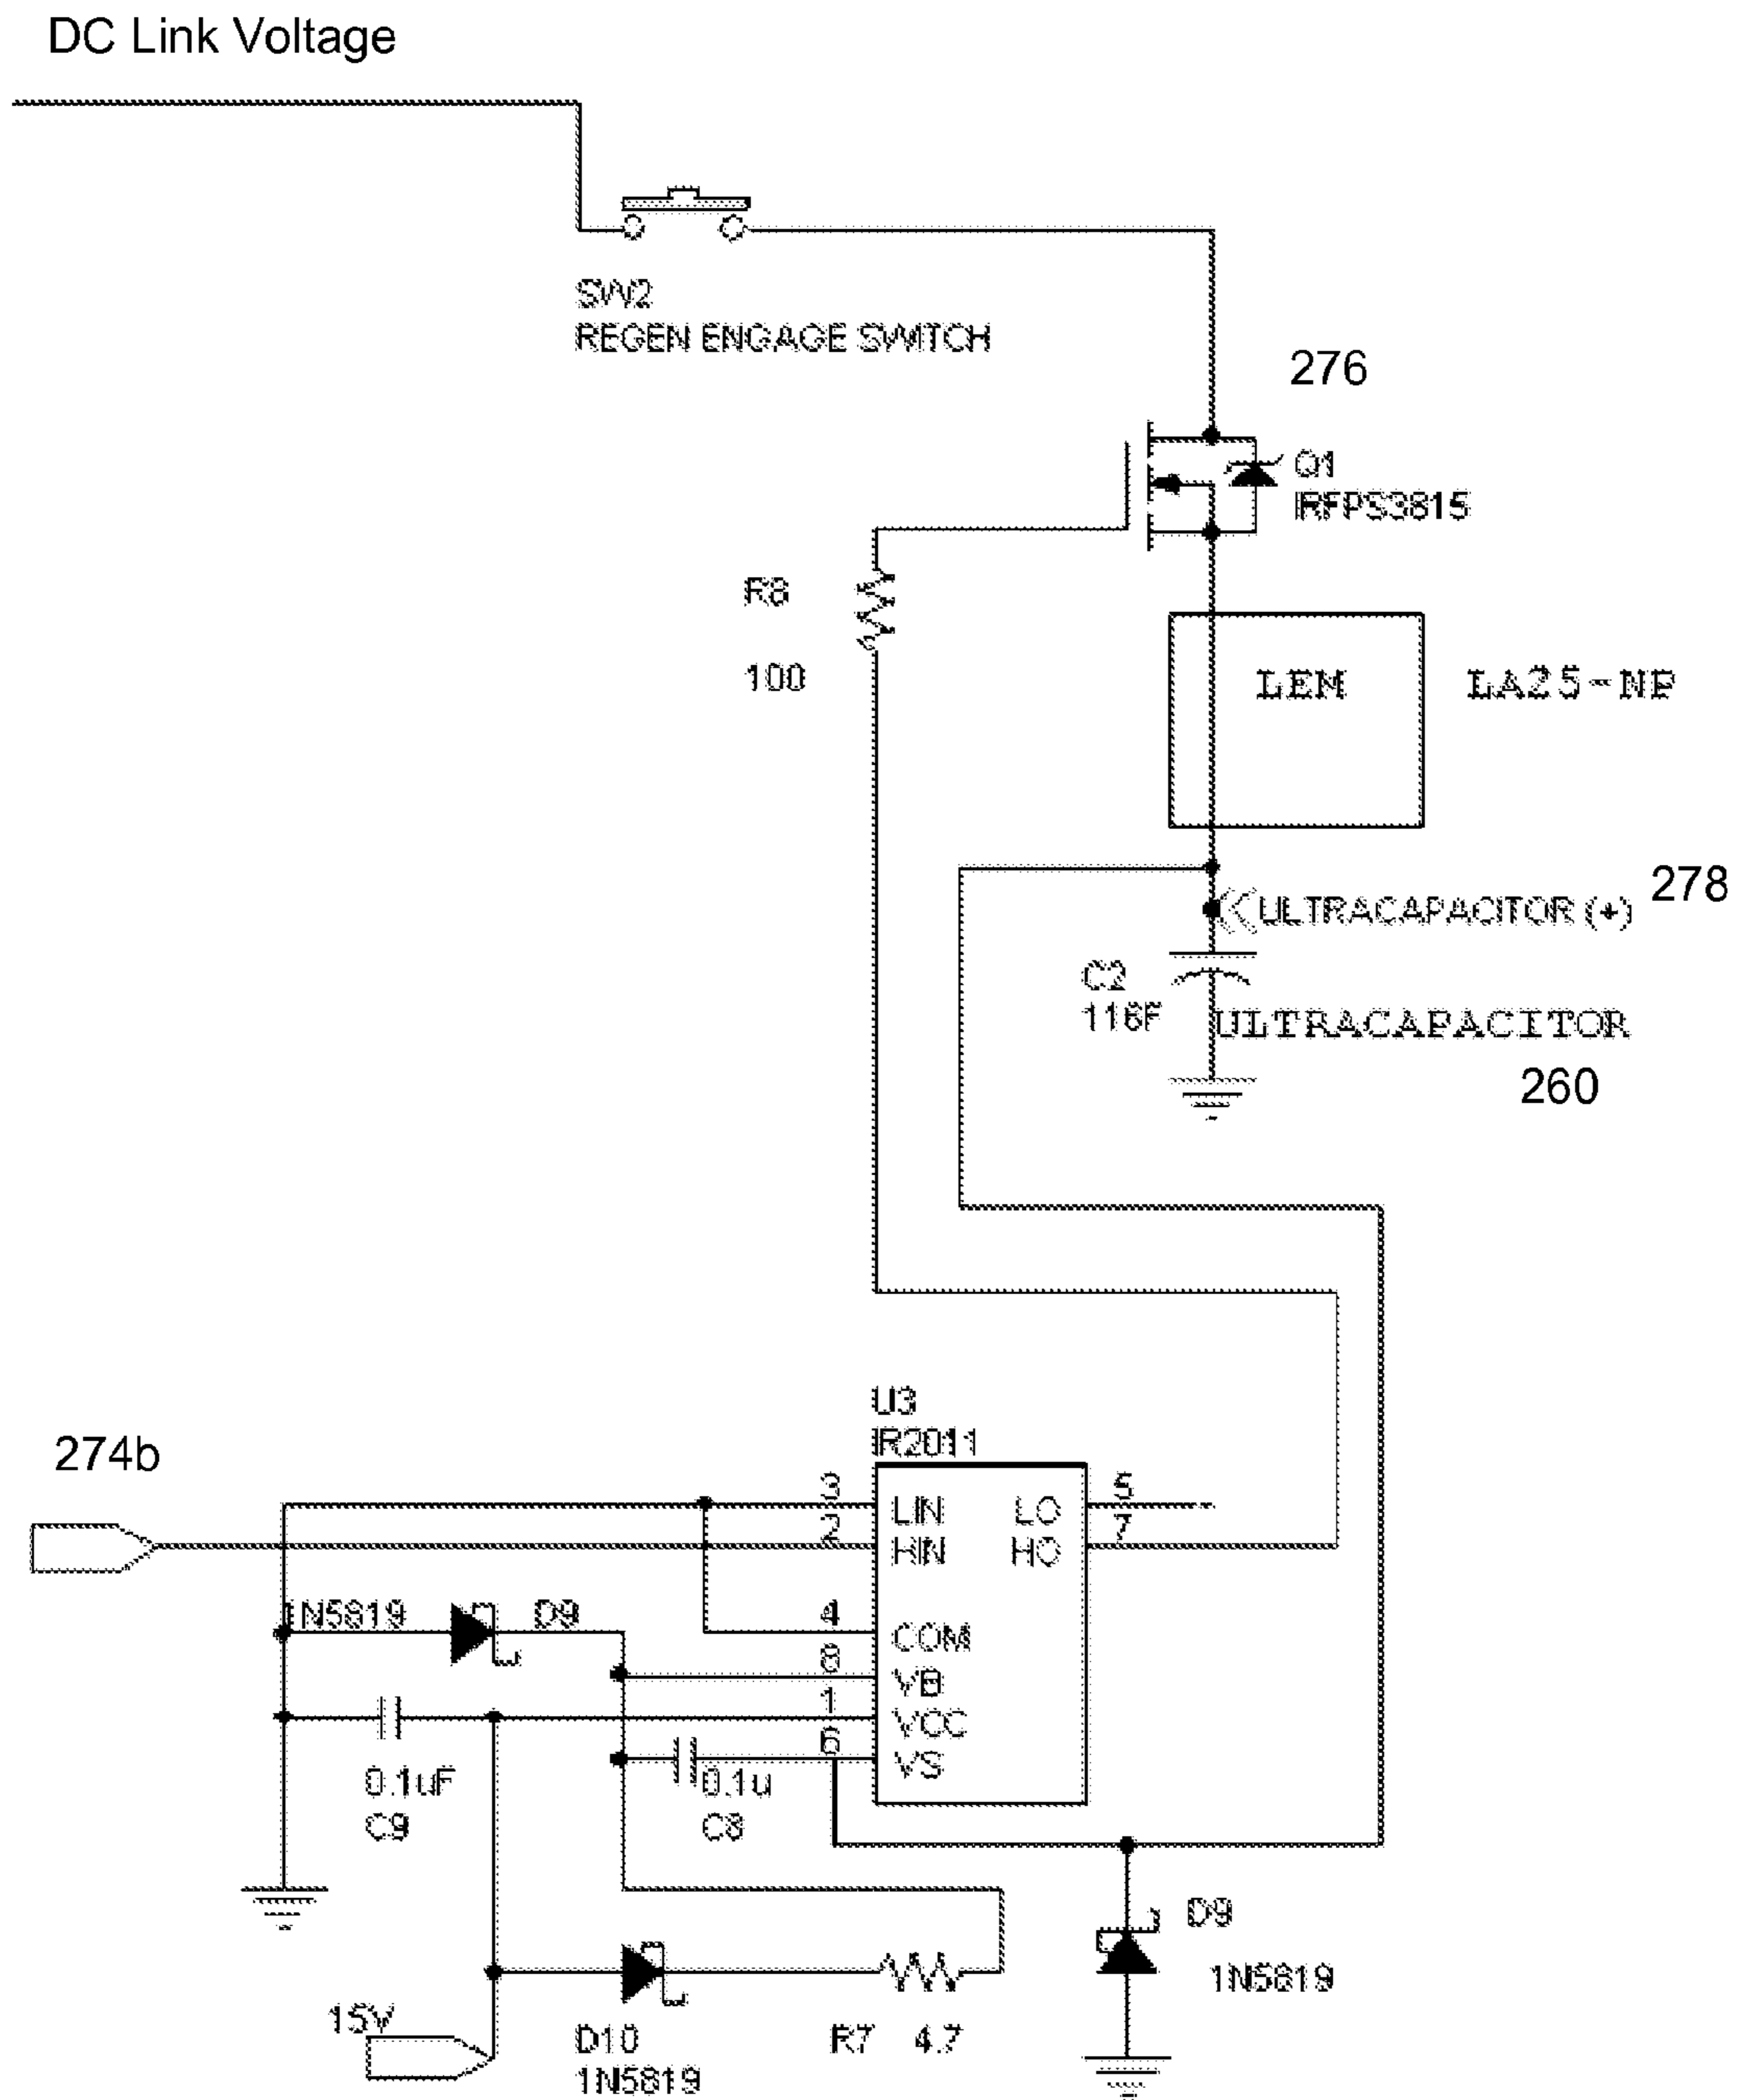 DC Link Voltage
SW2
REGEN ENGAGE SWITCH
276
Q1
IRFPS3815
R8
100
LEM
LA25-NP
278
ULTRACAPACITOR (+)
C2
116F
ULTRACAPACITOR
260
U3
IR2011
274b
3
LIN
LO
5
2
HIN
HO
7
1N5819
D9
4
COM
8
VB
1
VCC
6
VS
0.1uF
C9
0.1u
C8
D9
1N5819
15V
D10
1N5819
R7
4.7